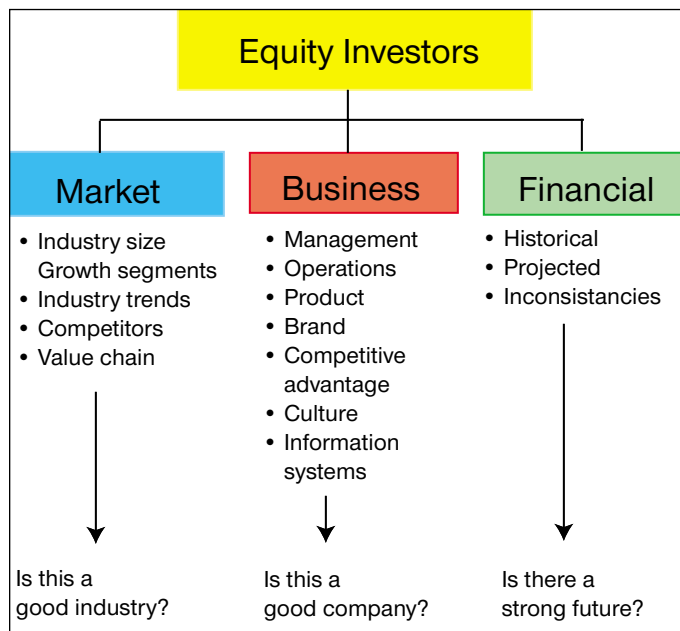 Equity Investors
Market
• Industry size
Growth segments
• Industry trends
• Competitors
• Value chain
Is this a
good industry?
Business
• Management
• Operations
• Product
• Brand
• Competitive
advantage
• Culture
• Information
systems
Is this a
good company?
Financial
• Historical
• Projected
• Inconsistancies
Is there a
strong future?